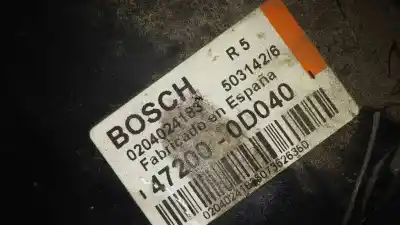 BOSCH R 5
0204024183 503142/6
Fabricado en España
47200-0D040